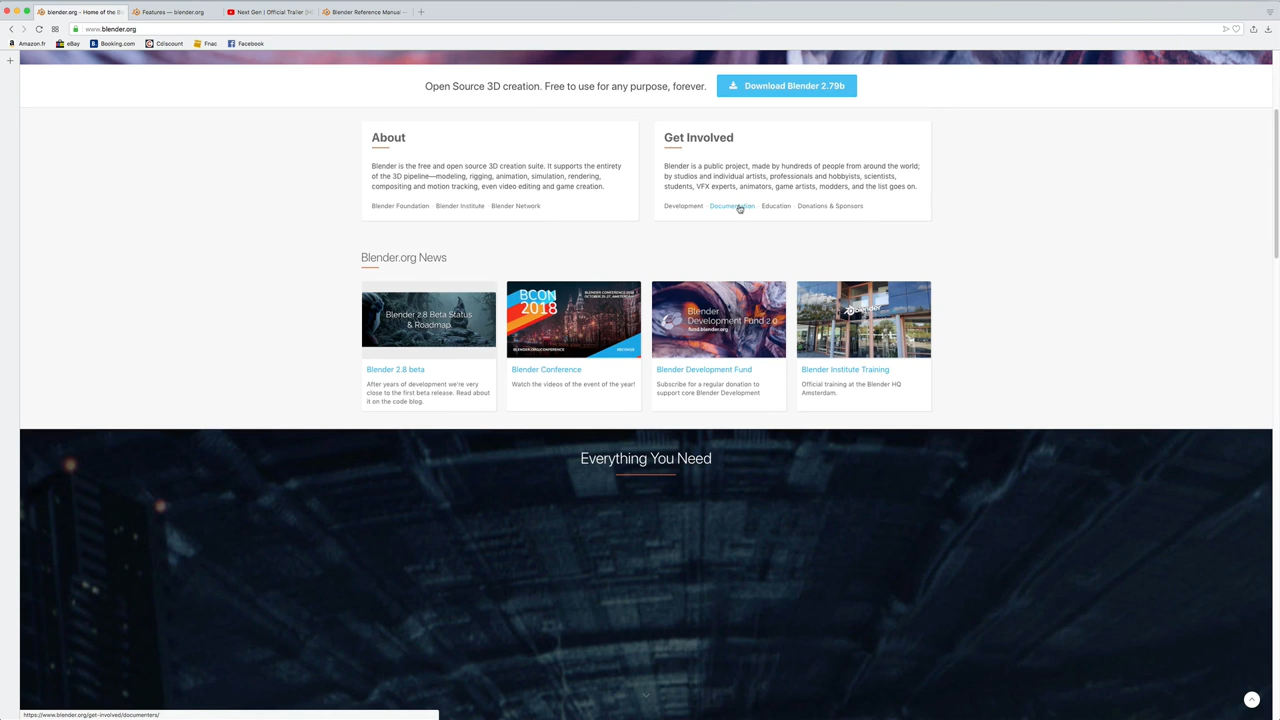 blender.org - Home of the B
Features — blender.org
Next Gen | Official Trailer [H
Blender Reference Manual —
www.blender.org
Amazon.fr
eBay
Booking.com
Cdiscount
Fnac
Facebook
Open Source 3D creation. Free to use for any purpose, forever.
Download Blender 2.79b
About
Blender is the free and open source 3D creation suite. It supports the entirety
of the 3D pipeline—modeling, rigging, animation, simulation, rendering,
compositing and motion tracking, even video editing and game creation.
Blender Foundation · Blender Institute · Blender Network
Get Involved
Blender is a public project, made by hundreds of people from around the world;
by studios and individual artists, professionals and hobbyists, scientists,
students, VFX experts, animators, game artists, modders, and the list goes on.
Development · Documentation · Education · Donations & Sponsors
Blender.org News
Blender 2.8 Beta Status
& Roadmap
Blender 2.8 beta
After years of development we're very
close to the first beta release. Read about
it on the code blog.
BCON
2018
BLENDER CONFERENCE 2018
OCTOBER 25-27, AMSTERDAM
BLENDER.ORG/CONFERENCE
Blender Conference
Watch the videos of the event of the year!
Blender
Development Fund 2.0
fund.blender.org
Blender Development Fund
Subscribe for a regular donation to
support core Blender Development
blender
Blender Institute Training
Official training at the Blender HQ
Amsterdam.
Everything You Need
https://www.blender.org/get-involved/documenters/